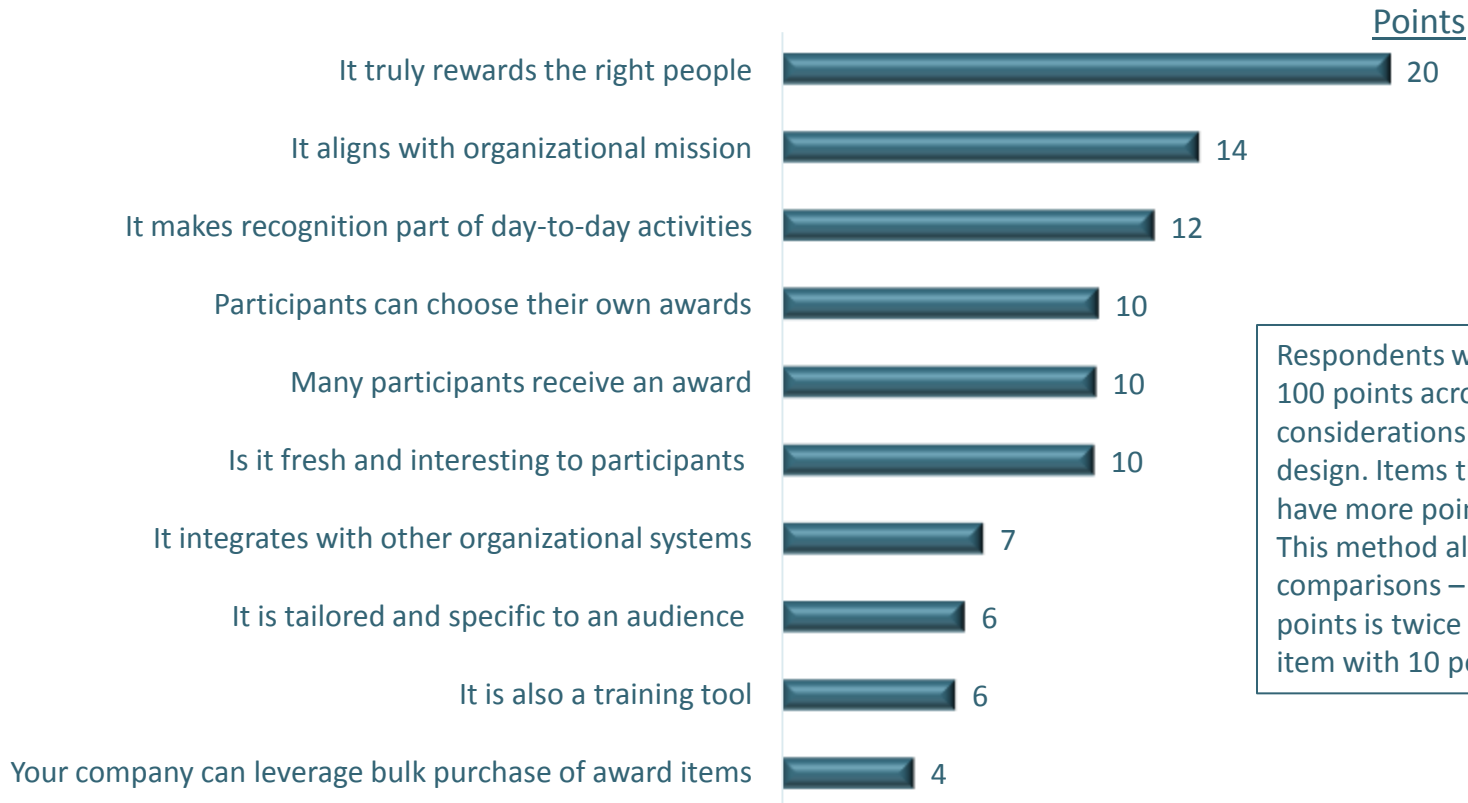 Points
It truly rewards the right people 20
It aligns with organizational mission 14
It makes recognition part of day-to-day activities 12
Participants can choose their own awards 10
Many participants receive an award 10
Is it fresh and interesting to participants 10
It integrates with other organizational systems 7
It is tailored and specific to an audience 6
It is also a training tool 6
Your company can leverage bulk purchase of award items 4
Respondents
100 points
considerations
design. Items
have more
This method
comparisons –
points is twice
item with 10